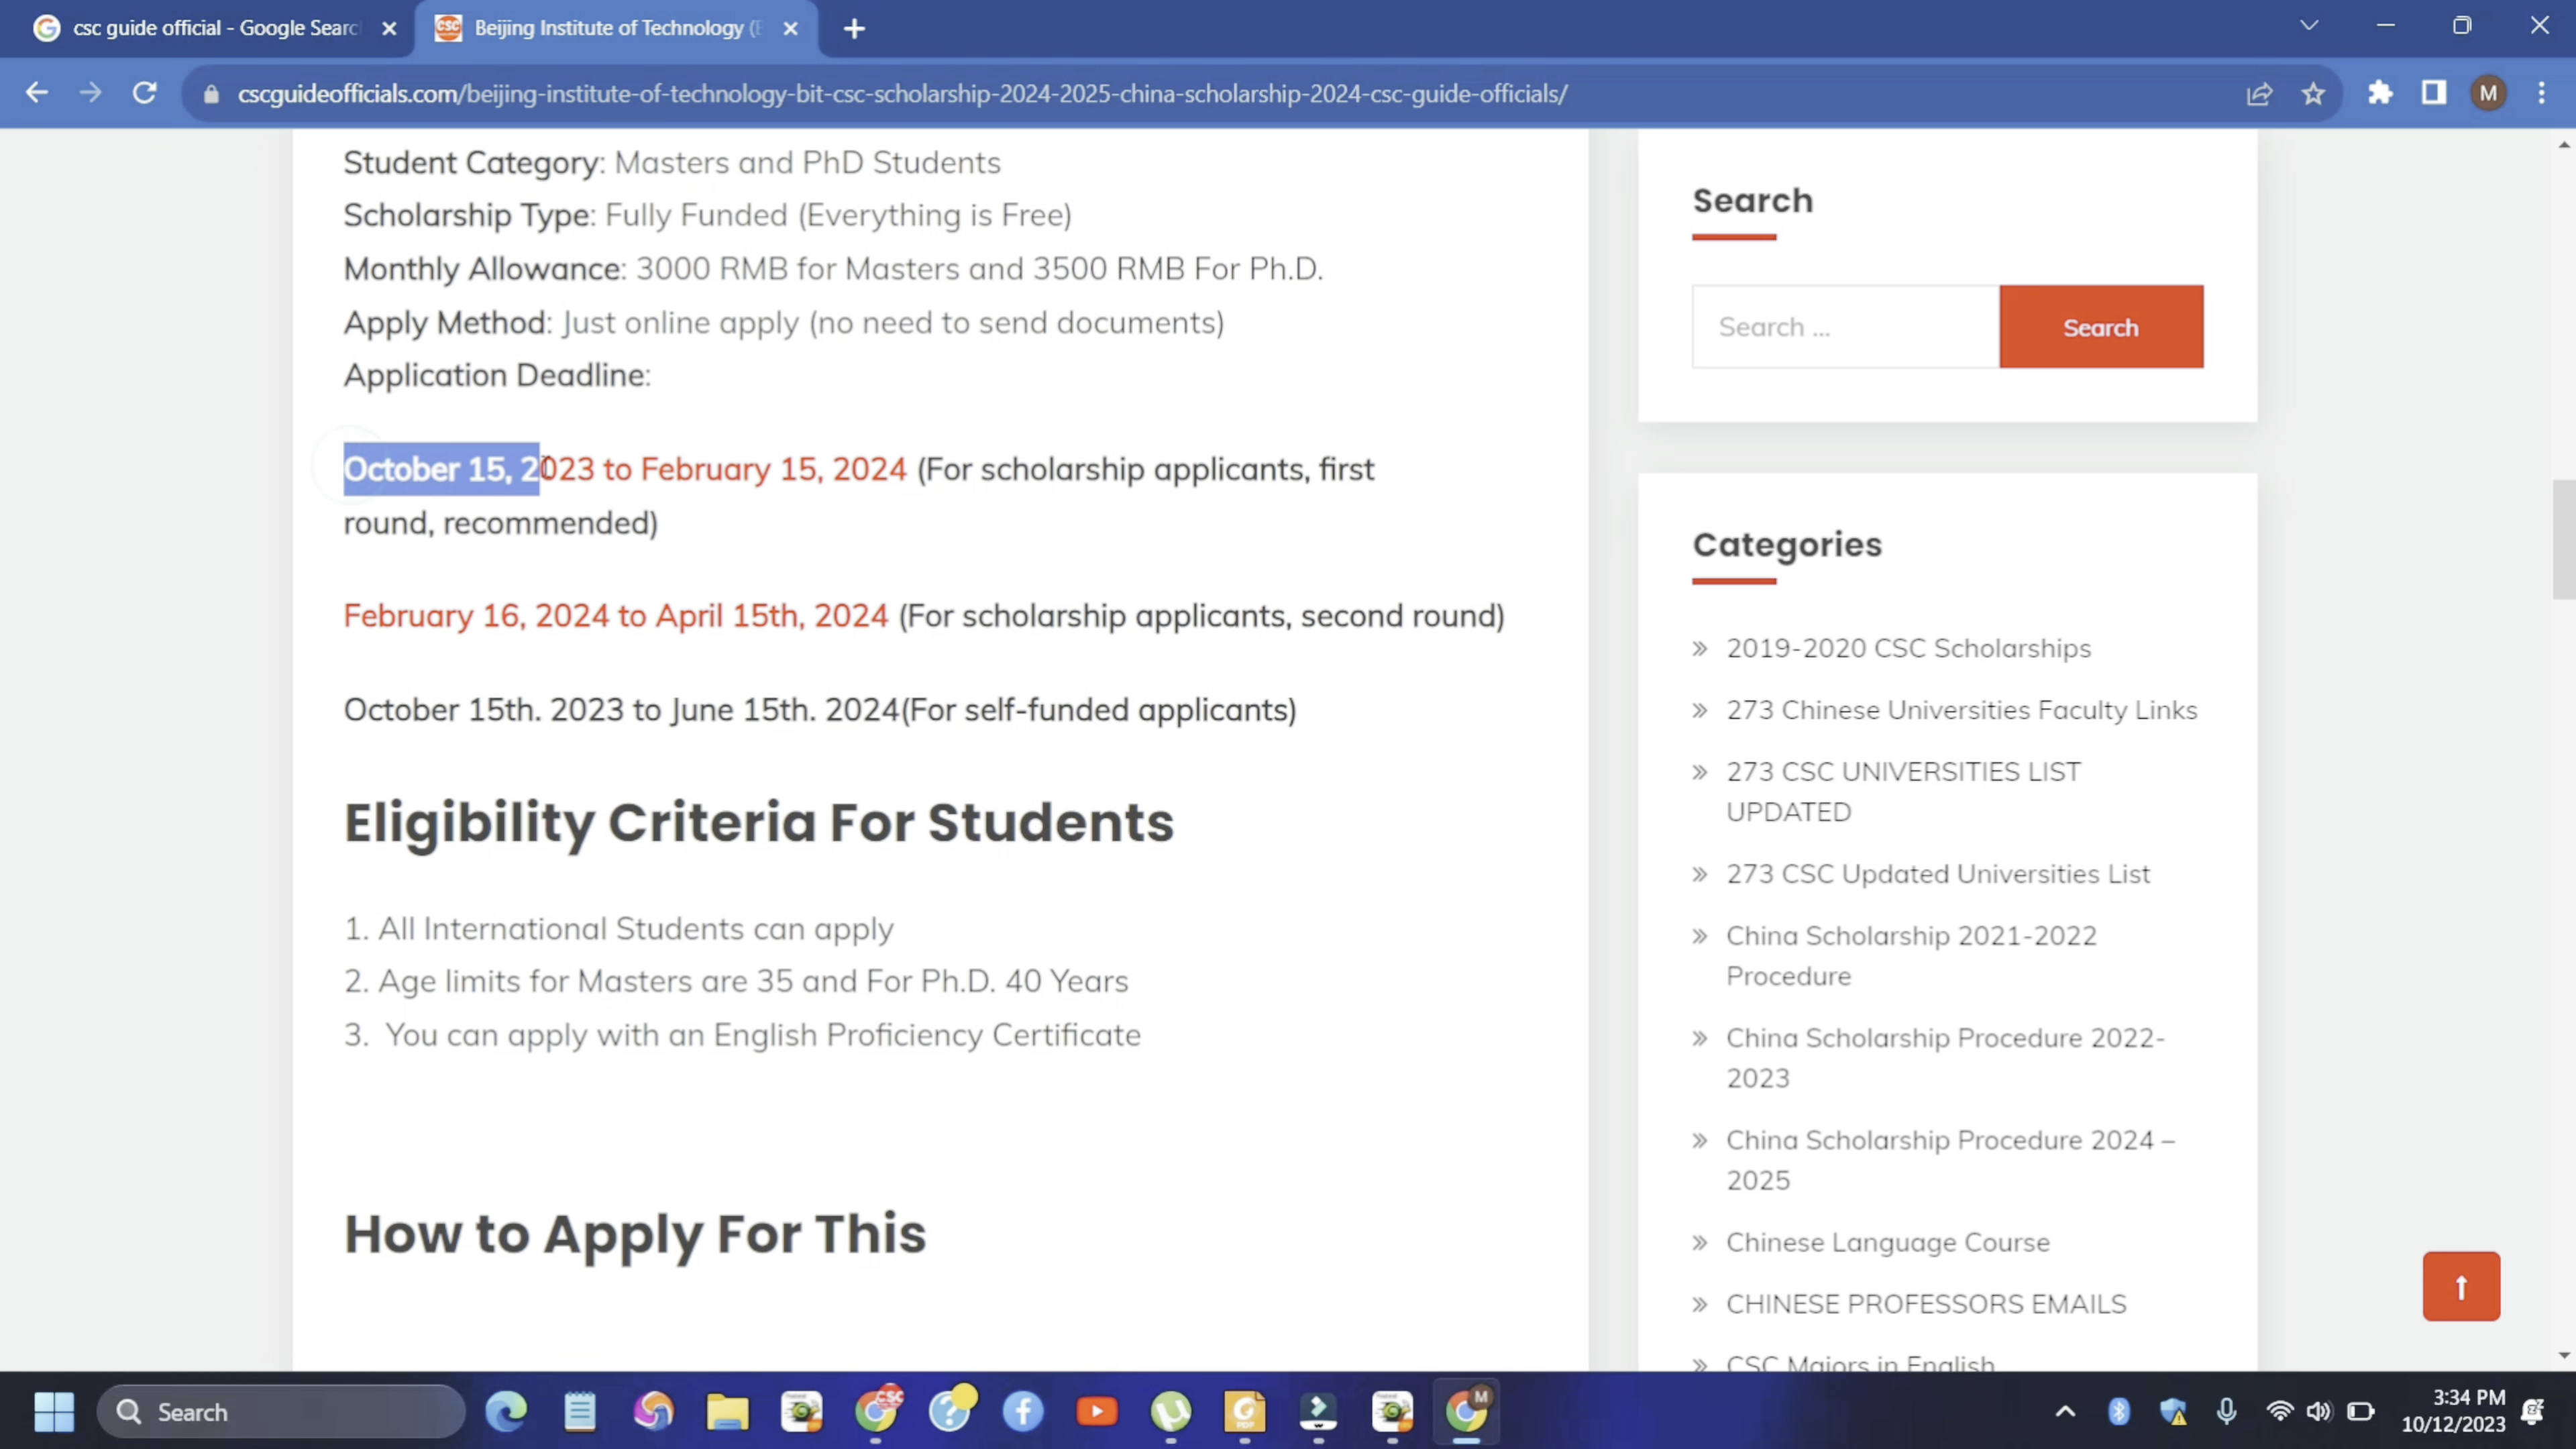 csc guide official - Google Searc
Beijing Institute of Technology (
cscguideofficials.com/beijing-institute-of-technology-bit-csc-scholarship-2024-2025-china-scholarship-2024-csc-guide-officials/
M
Student Category: Masters and PhD Students
Scholarship Type: Fully Funded (Everything is Free)
Monthly Allowance: 3000 RMB for Masters and 3500 RMB For Ph.D.
Apply Method: Just online apply (no need to send documents)
Application Deadline:
October 15, 2023 to February 15, 2024 (For scholarship applicants, first
round, recommended)
February 16, 2024 to April 15th, 2024 (For scholarship applicants, second round)
October 15th. 2023 to June 15th. 2024(For self-funded applicants)
Eligibility Criteria For Students
1. All International Students can apply
2. Age limits for Masters are 35 and For Ph.D. 40 Years
3. You can apply with an English Proficiency Certificate
How to Apply For This
Search
Search ...
Search
Categories
» 2019-2020 CSC Scholarships
» 273 Chinese Universities Faculty Links
» 273 CSC UNIVERSITIES LIST
UPDATED
» 273 CSC Updated Universities List
» China Scholarship 2021-2022
Procedure
» China Scholarship Procedure 2022-
2023
» China Scholarship Procedure 2024 –
2025
» Chinese Language Course
» CHINESE PROFESSORS EMAILS
» CSC Majors in English
Search
3:34 PM
10/12/2023